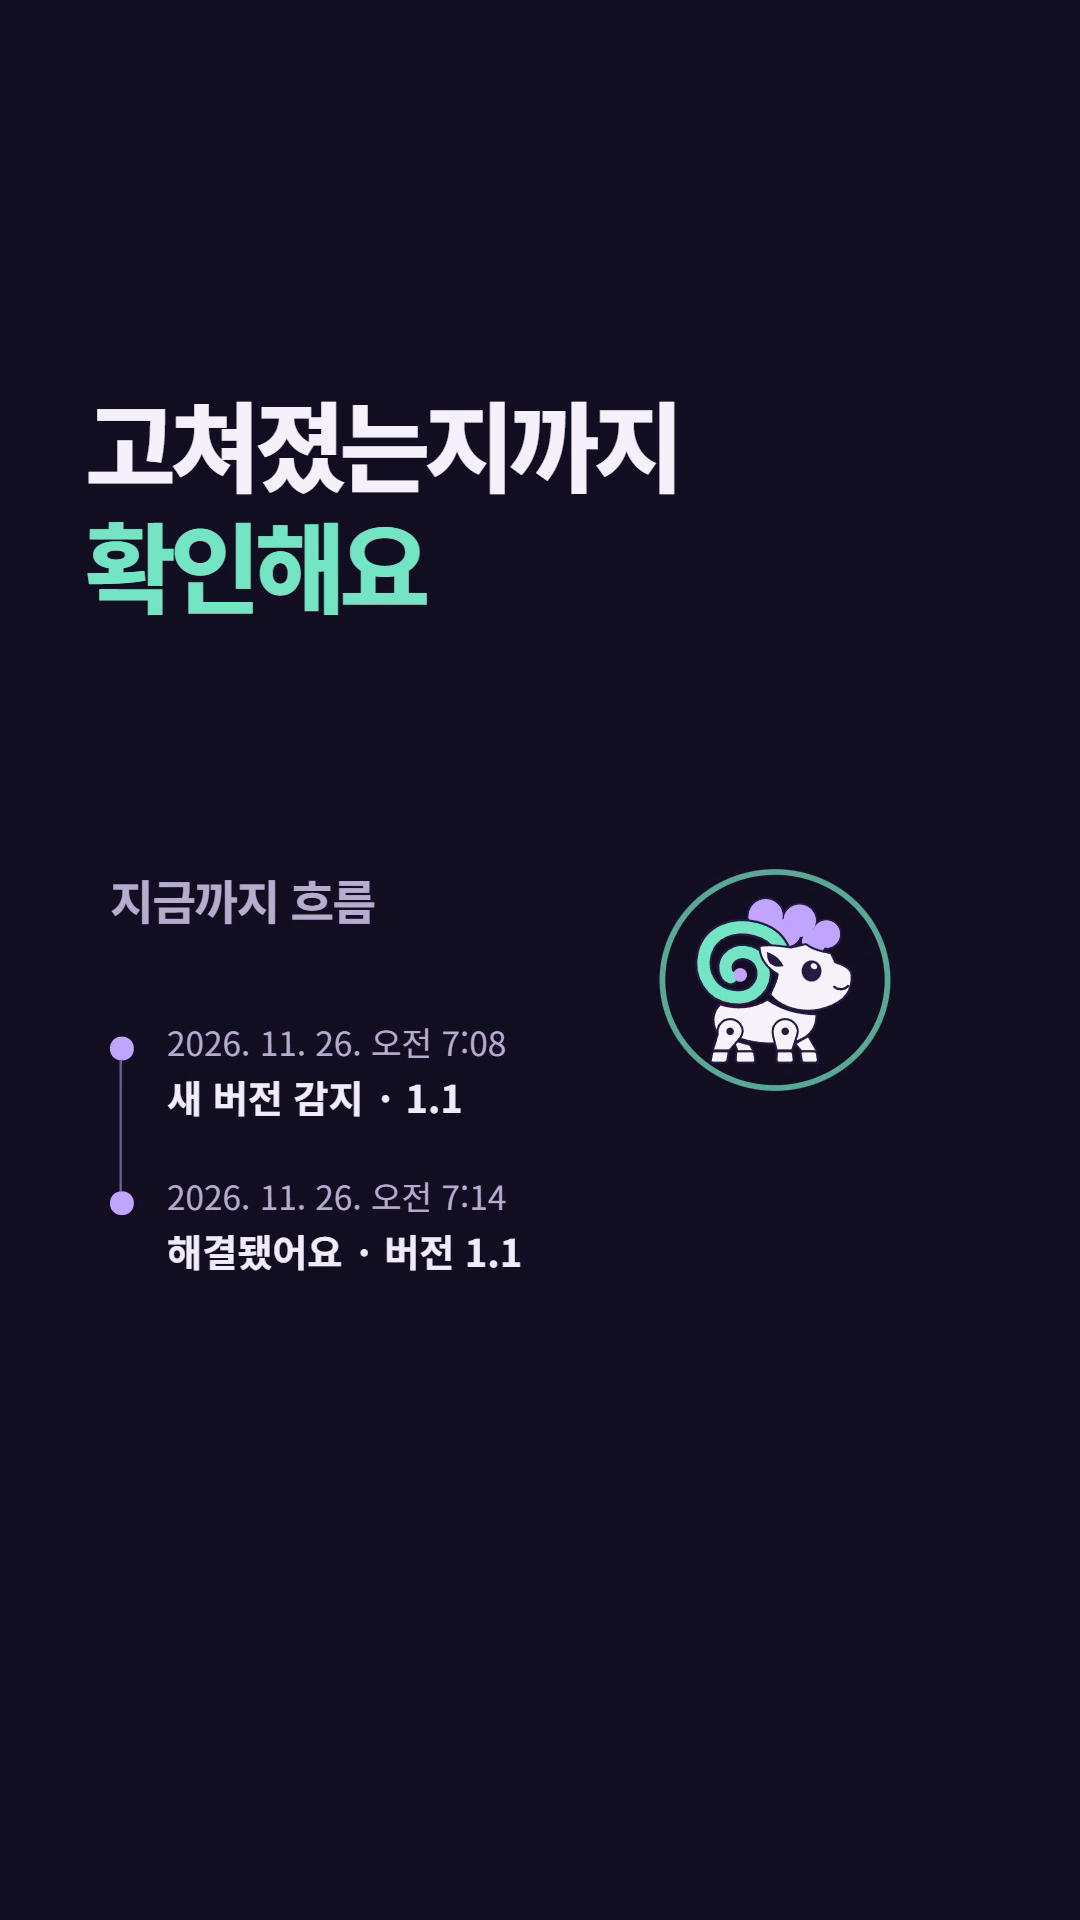 고쳐졌는지까지
확인해요
지금까지 흐름
2026. 11. 26. 오전 7:08
새 버전 감지 · 1.1
2026. 11. 26. 오전 7:14
해결됐어요 · 버전 1.1